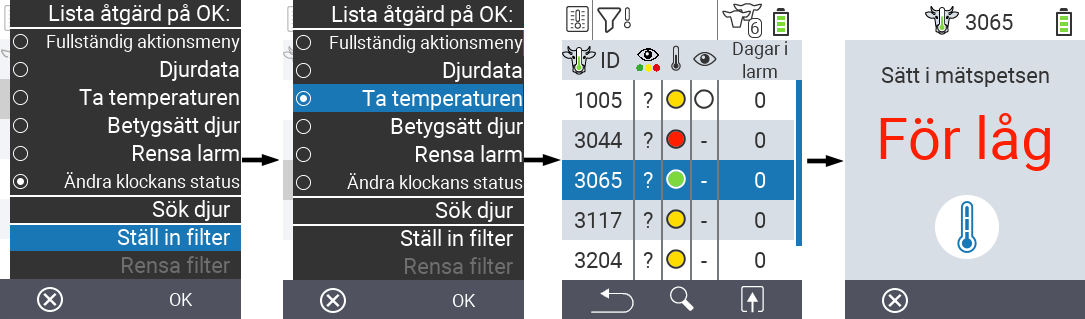 Lista åtgärd på OK:
Fullständig aktionsmeny
Djurdata
Ta temperaturen
Betygsätt djur
Rensa larm
Ändra klockans status
Sök djur
Ställ in filter
Rensa filter
OK
Lista åtgärd på OK:
Fullständig aktionsmeny
Djurdata
Ta temperaturen
Betygsätt djur
Rensa larm
Ändra klockans status
Sök djur
Ställ in filter
Rensa filter
OK
6
ID Dagar i
larm
1005 ? 0
3044 ? - 0
3065 ? - 0
3117 ? - 0
3204 ? - 0
3065
Sätt i mätspetsen
För låg